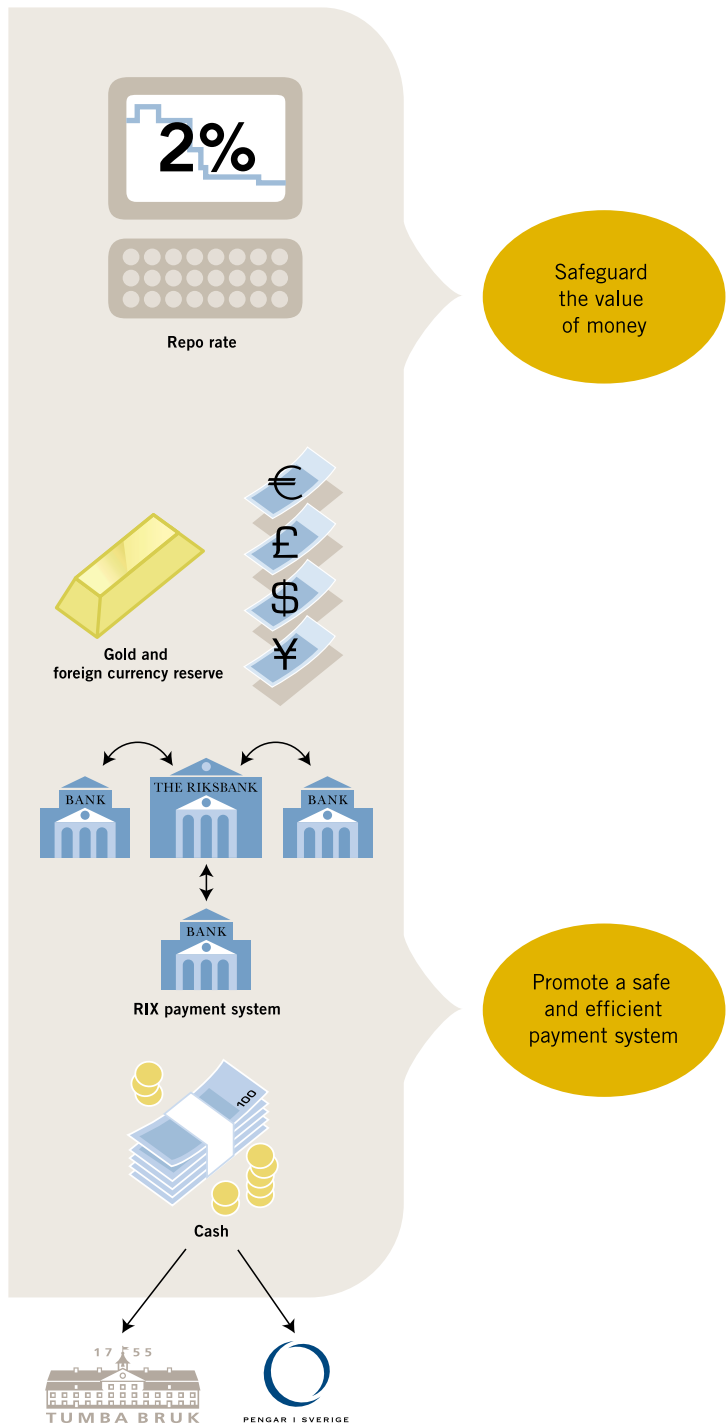 2%
Repo rate
Safeguard
the value
of money
€
£
$
¥
Gold and
foreign currency reserve
BANK
THE RIKSBANK
BANK
BANK
RIX payment system
Promote a safe
and efficient
payment system
100
Cash
17 55
TUMBA BRUK
PENGAR I SVERIGE